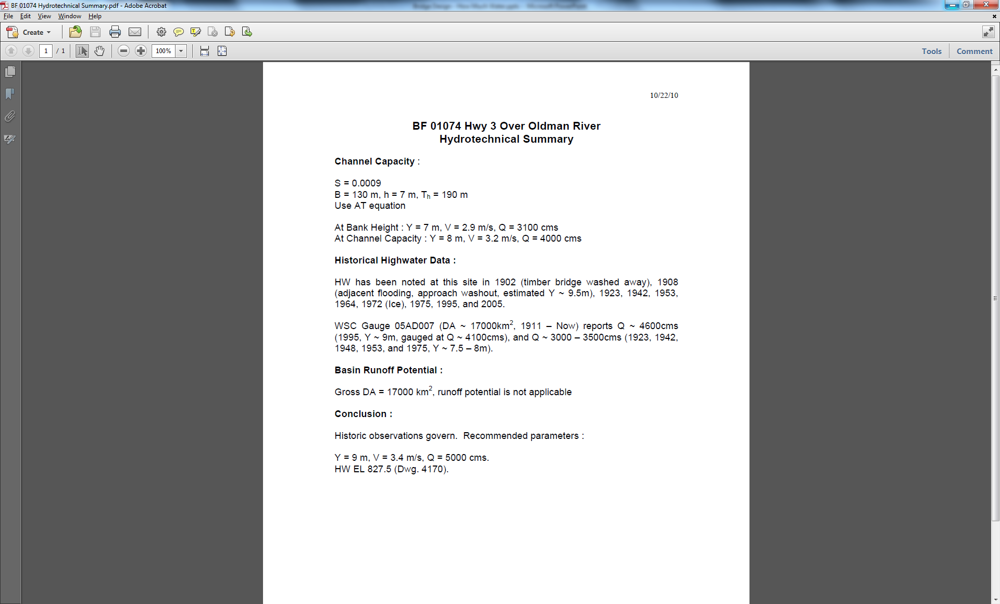 BF 01074 Hydrotechnical Summary.pdf - Adobe Acrobat
File Edit View Window Help
Create
1 / 1 100% Tools Comment
10/22/10
BF 01074 Hwy 3 Over Oldman River
Hydrotechnical Summary
Channel Capacity :
S = 0.0009
B = 130 m, h = 7 m, Tₕ = 190 m
Use AT equation
At Bank Height : Y = 7 m, V = 2.9 m/s, Q = 3100 cms
At Channel Capacity : Y = 8 m, V = 3.2 m/s, Q = 4000 cms
Historical Highwater Data :
HW has been noted at this site in 1902 (timber bridge washed away), 1908
(adjacent flooding, approach washout, estimated Y ~ 9.5m), 1923, 1942, 1953,
1964, 1972 (Ice), 1975, 1995, and 2005.
WSC Gauge 05AD007 (DA ~ 17000km², 1911 – Now) reports Q ~ 4600cms
(1995, Y ~ 9m, gauged at Q ~ 4100cms), and Q ~ 3000 – 3500cms (1923, 1942,
1948, 1953, and 1975, Y ~ 7.5 – 8m).
Basin Runoff Potential :
Gross DA = 17000 km², runoff potential is not applicable
Conclusion :
Historic observations govern. Recommended parameters :
Y = 9 m, V = 3.4 m/s, Q = 5000 cms.
HW EL 827.5 (Dwg. 4170).